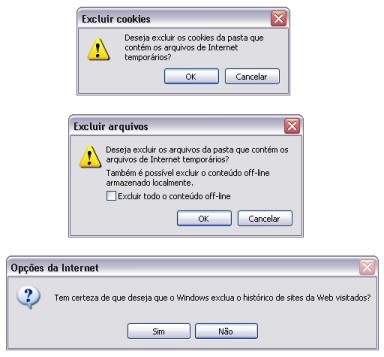 Excluir cookies
Deseja excluir os cookies da pasta que
contém os arquivos de Internet
temporários?
OK Cancelar
Excluir arquivos
Deseja excluir os arquivos da pasta que contém os
arquivos de Internet temporários?
Também é possível excluir o conteúdo off-line
armazenado localmente.
Excluir todo o conteúdo off-line
OK Cancelar
Opções da Internet
Tem certeza de que deseja que o Windows exclua o histórico de sites da Web visitados?
Sim Não